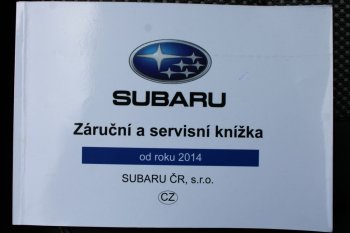 SUBARU
Záruční a servisní knížka
od roku 2014
SUBARU ČR, s.r.o.
CZ